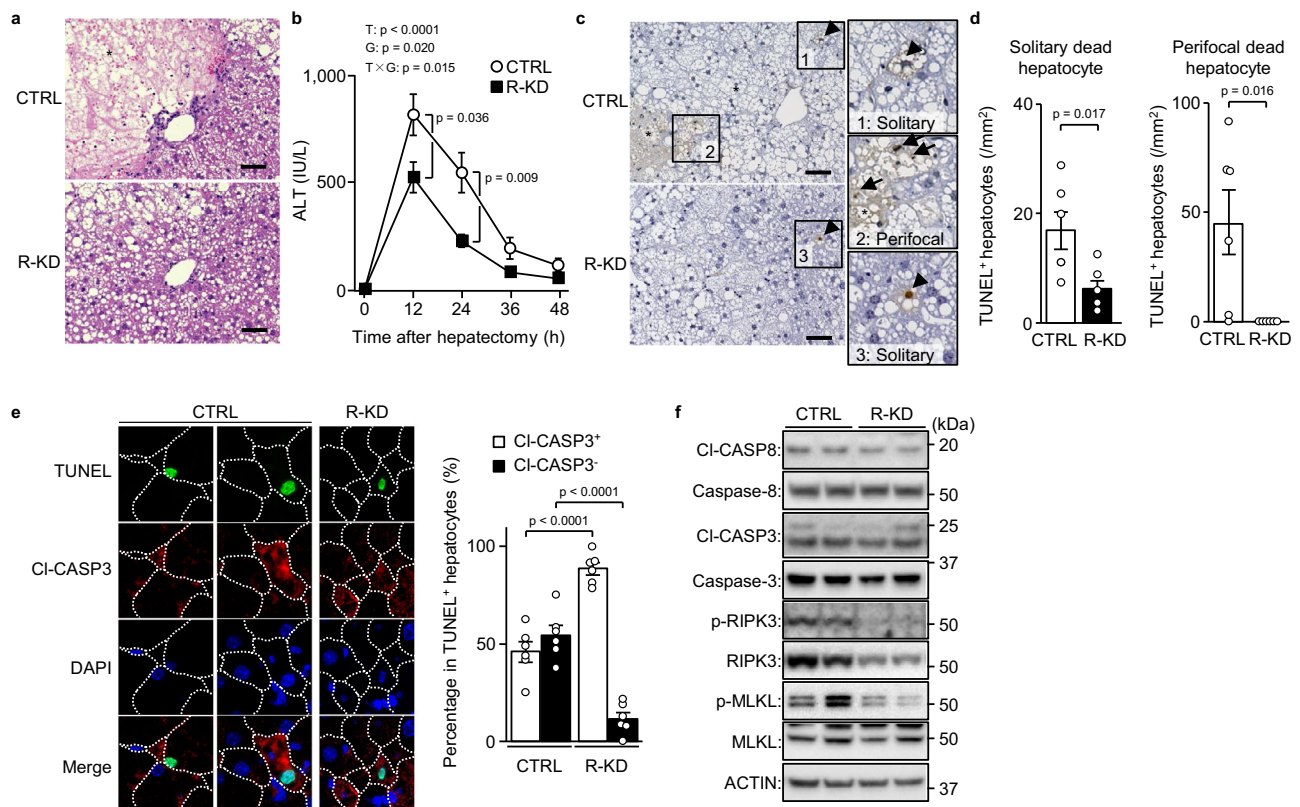 a
CTRL
*
R-KD
b
T: p < 0.0001
G: p = 0.020
T×G: p = 0.015
CTRL
R-KD
1,000
500
0
ALT (IU/L)
p = 0.036
p = 0.009
0 12 24 36 48
Time after hepatectomy (h)
c
CTRL
R-KD
*
*
1
2
3
1: Solitary
*
2: Perifocal
3: Solitary
d
Solitary dead
hepatocyte
p = 0.017
TUNEL⁺ hepatocytes (/mm²)
40
20
0
CTRL R-KD
Perifocal dead
hepatocyte
p = 0.016
TUNEL⁺ hepatocytes (/mm²)
100
50
0
CTRL R-KD
e
CTRL R-KD
TUNEL
Cl-CASP3
DAPI
Merge
Cl-CASP3⁺
Cl-CASP3⁻
p < 0.0001
p < 0.0001
Percentage in TUNEL⁺ hepatocytes (%)
100
50
0
CTRL R-KD
f
CTRL R-KD (kDa)
Cl-CASP8: 20
Caspase-8: 50
Cl-CASP3: 25
Caspase-3: 37
p-RIPK3: 50
RIPK3: 50
p-MLKL: 50
MLKL: 50
ACTIN: 37